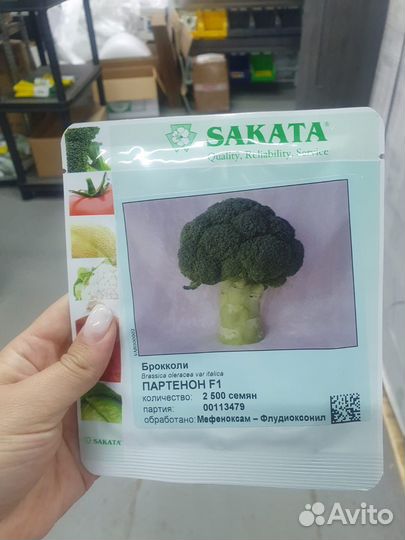 SAKATA®
Quality, Reliability, Service
Брокколи
Brassica oleracea var italica
ПАРТЕНОН F1
количество: 2 500 семян
партия: 00113479
обработано: Мефеноксам – Флудиоксонил
SAKATA
Avito